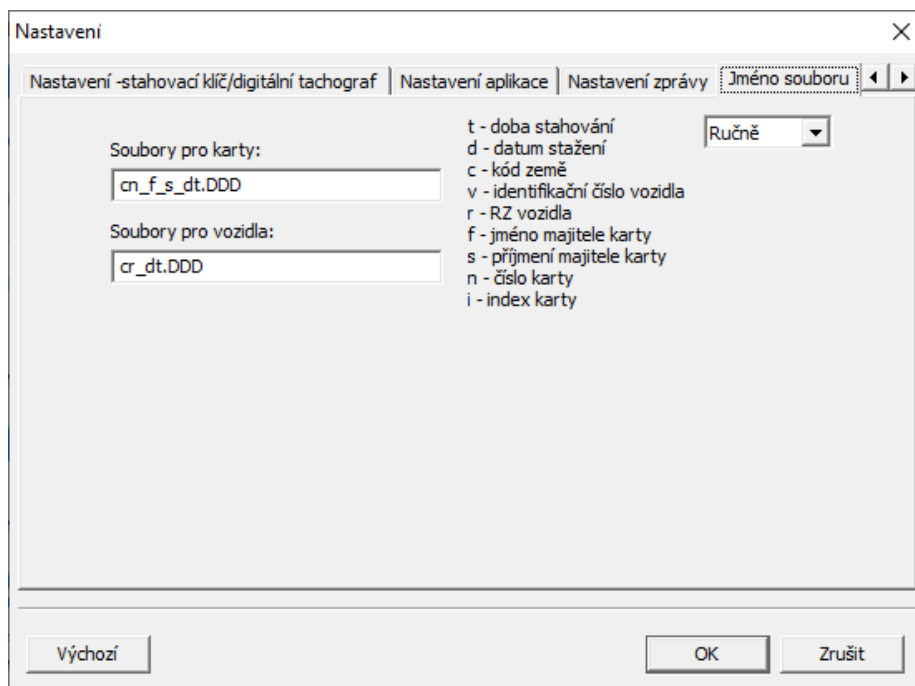 Nastavení
Nastavení -stahovací klíč/digitální tachograf
Nastavení aplikace
Nastavení zprávy
Jméno souboru
Soubory pro karty:
cn_f_s_dt.DDD
Soubory pro vozidla:
cr_dt.DDD
t - doba stahování
d - datum stažení
c - kód země
v - identifikační číslo vozidla
r - RZ vozidla
f - jméno majitele karty
s - příjmení majitele karty
n - číslo karty
i - index karty
Ručně
Výchozí
OK
Zrušit